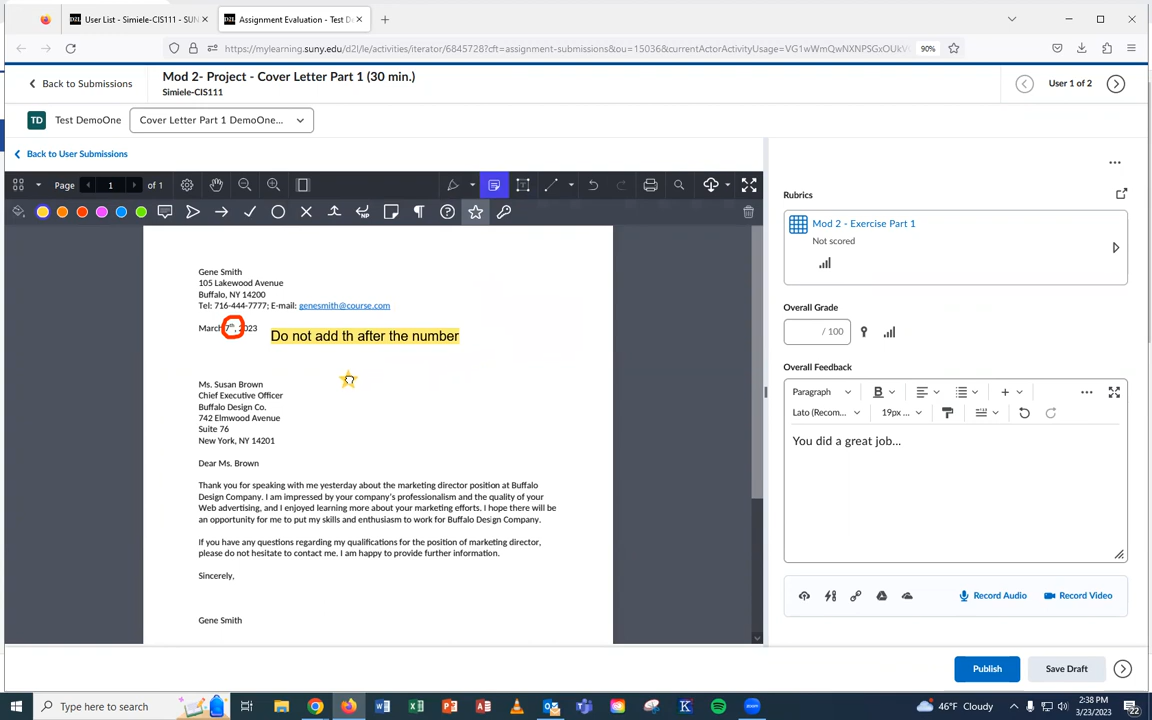 User List - Simiele-CIS111 - SUN
Assignment Evaluation - Test De
https://mylearning.suny.edu/d2l/le/activities/iterator/6845728?cft=assignment-submissions&ou=15036&currentActorActivityUsage=
90%
Back to Submissions
Mod 2- Project - Cover Letter Part 1 (30 min.)
Simiele-CIS111
User 1 of 2
TD
Test DemoOne
Cover Letter Part 1 DemoOne...
Back to User Submissions
Page
1
of 1
Gene Smith
105 Lakewood Avenue
Buffalo, NY 14200
Tel: 716-444-7777; E-mail: genesmith@course.com
March 7th, 2023
Do not add th after the number
Ms. Susan Brown
Chief Executive Officer
Buffalo Design Co.
742 Elmwood Avenue
Suite 76
New York, NY 14201
Dear Ms. Brown
Thank you for speaking with me yesterday about the marketing director position at Buffalo
Design Company. I am impressed by your company's professionalism and the quality of your
Web advertising, and I enjoyed learning more about your marketing efforts. I hope there will be
an opportunity for me to put my skills and enthusiasm to work for Buffalo Design Company.
If you have any questions regarding my qualifications for the position of marketing director,
please do not hesitate to contact me. I am happy to provide further information.
Sincerely,
Gene Smith
Rubrics
Mod 2 - Exercise Part 1
Not scored
Overall Grade
/ 100
Overall Feedback
Paragraph
B
Lato (Recom...
19px ...
You did a great job...
Record Audio
Record Video
Publish
Save Draft
Type here to search
46°F Cloudy
2:38 PM
3/23/2023
22